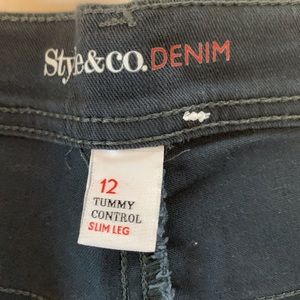 Style&co. DENIM
12
TUMMY
CONTROL
SLIM LEG